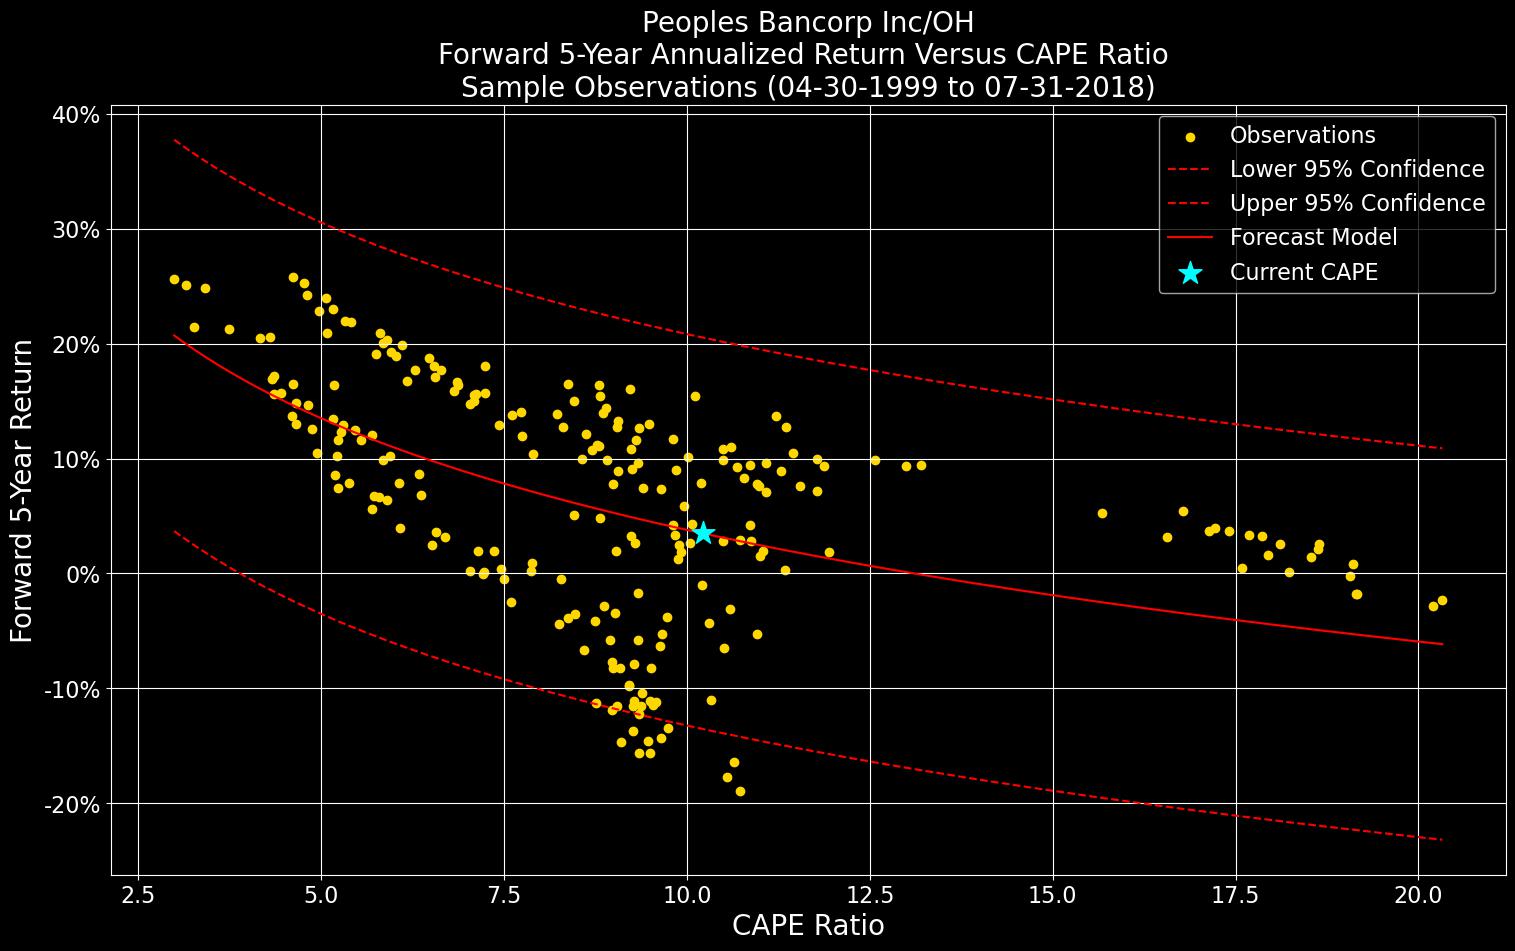 Peoples Bancorp Inc/OH
Forward 5-Year Annualized Return Versus CAPE Ratio
Sample Observations (04-30-1999 to 07-31-2018)
40%
30%
20%
10%
0%
-10%
-20%
Forward 5-Year Return
Observations
Lower 95% Confidence
Upper 95% Confidence
Forecast Model
Current CAPE
2.5 5.0 7.5 10.0 12.5 15.0 17.5 20.0
CAPE Ratio